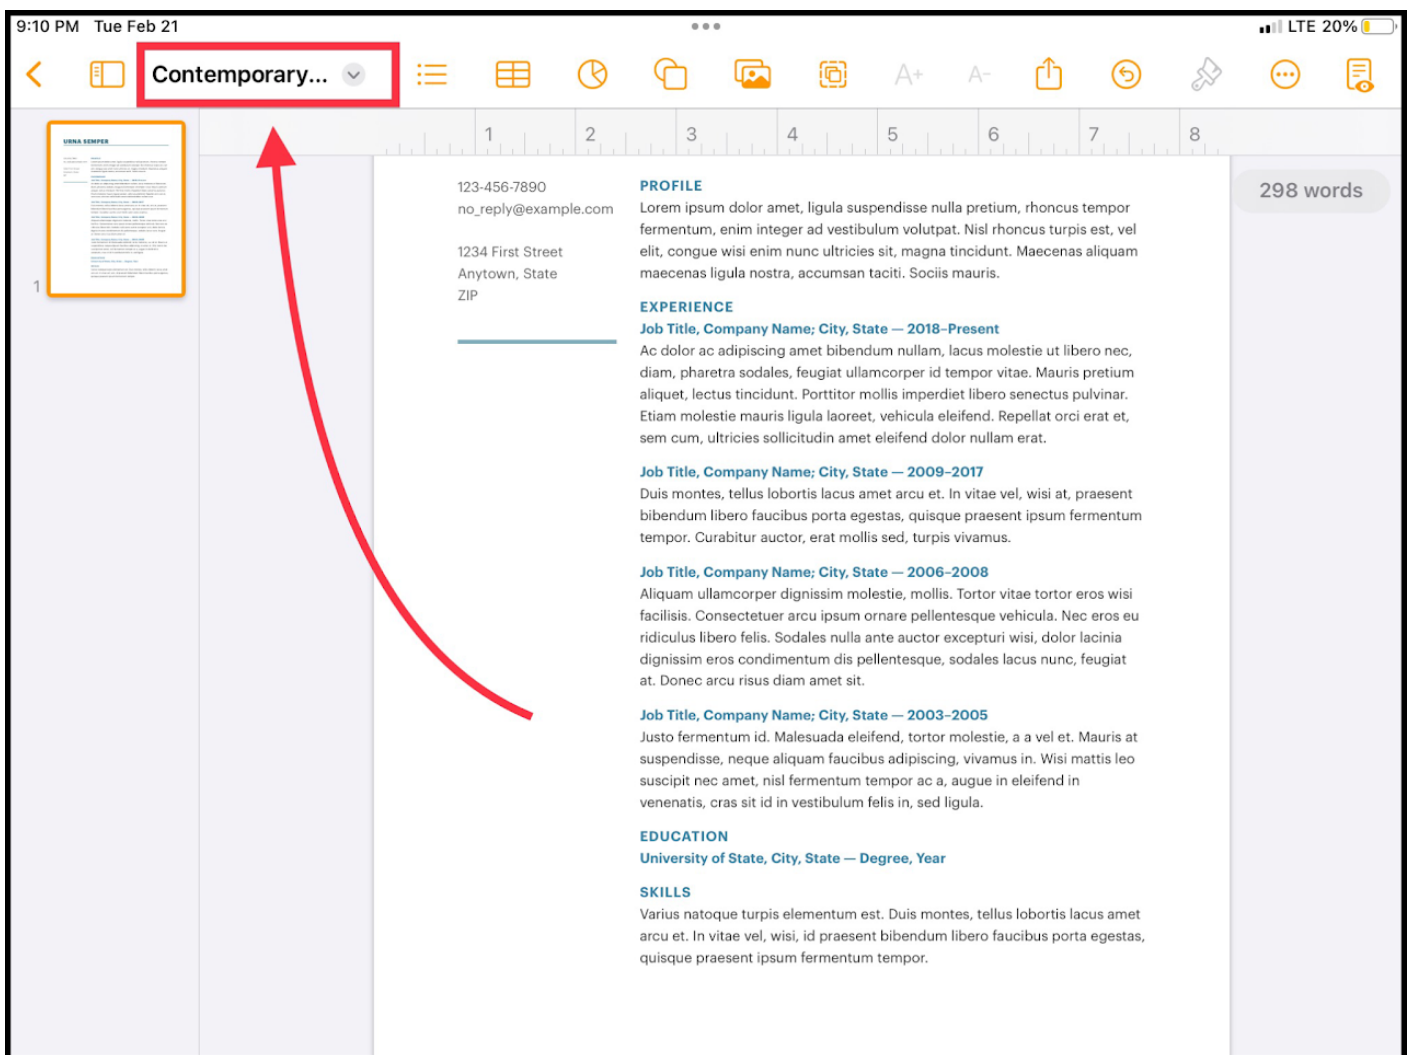 9:10 PM Tue Feb 21
LTE 20%
Contemporary...
A+ A-
1 2 3 4 5 6 7 8
URNA SEMPER
1
298 words
123-456-7890
no_reply@example.com
1234 First Street
Anytown, State
ZIP
PROFILE
Lorem ipsum dolor amet, ligula suspendisse nulla pretium, rhoncus tempor
fermentum, enim integer ad vestibulum volutpat. Nisl rhoncus turpis est, vel
elit, congue wisi enim nunc ultricies sit, magna tincidunt. Maecenas aliquam
maecenas ligula nostra, accumsan taciti. Sociis mauris.
EXPERIENCE
Job Title, Company Name; City, State — 2018–Present
Ac dolor ac adipiscing amet bibendum nullam, lacus molestie ut libero nec,
diam, pharetra sodales, feugiat ullamcorper id tempor vitae. Mauris pretium
aliquet, lectus tincidunt. Porttitor mollis imperdiet libero senectus pulvinar.
Etiam molestie mauris ligula laoreet, vehicula eleifend. Repellat orci erat et,
sem cum, ultricies sollicitudin amet eleifend dolor nullam erat.
Job Title, Company Name; City, State — 2009–2017
Duis montes, tellus lobortis lacus amet arcu et. In vitae vel, wisi at, praesent
bibendum libero faucibus porta egestas, quisque praesent ipsum fermentum
tempor. Curabitur auctor, erat mollis sed, turpis vivamus.
Job Title, Company Name; City, State — 2006–2008
Aliquam ullamcorper dignissim molestie, mollis. Tortor vitae tortor eros wisi
facilisis. Consectetuer arcu ipsum ornare pellentesque vehicula. Nec eros eu
ridiculus libero felis. Sodales nulla ante auctor excepturi wisi, dolor lacinia
dignissim eros condimentum dis pellentesque, sodales lacus nunc, feugiat
at. Donec arcu risus diam amet sit.
Job Title, Company Name; City, State — 2003–2005
Justo fermentum id. Malesuada eleifend, tortor molestie, a a vel et. Mauris at
suspendisse, neque aliquam faucibus adipiscing, vivamus in. Wisi mattis leo
suscipit nec amet, nisl fermentum tempor ac a, augue in eleifend in
venenatis, cras sit id in vestibulum felis in, sed ligula.
EDUCATION
University of State, City, State — Degree, Year
SKILLS
Varius natoque turpis elementum est. Duis montes, tellus lobortis lacus amet
arcu et. In vitae vel, wisi, id praesent bibendum libero faucibus porta egestas,
quisque praesent ipsum fermentum tempor.